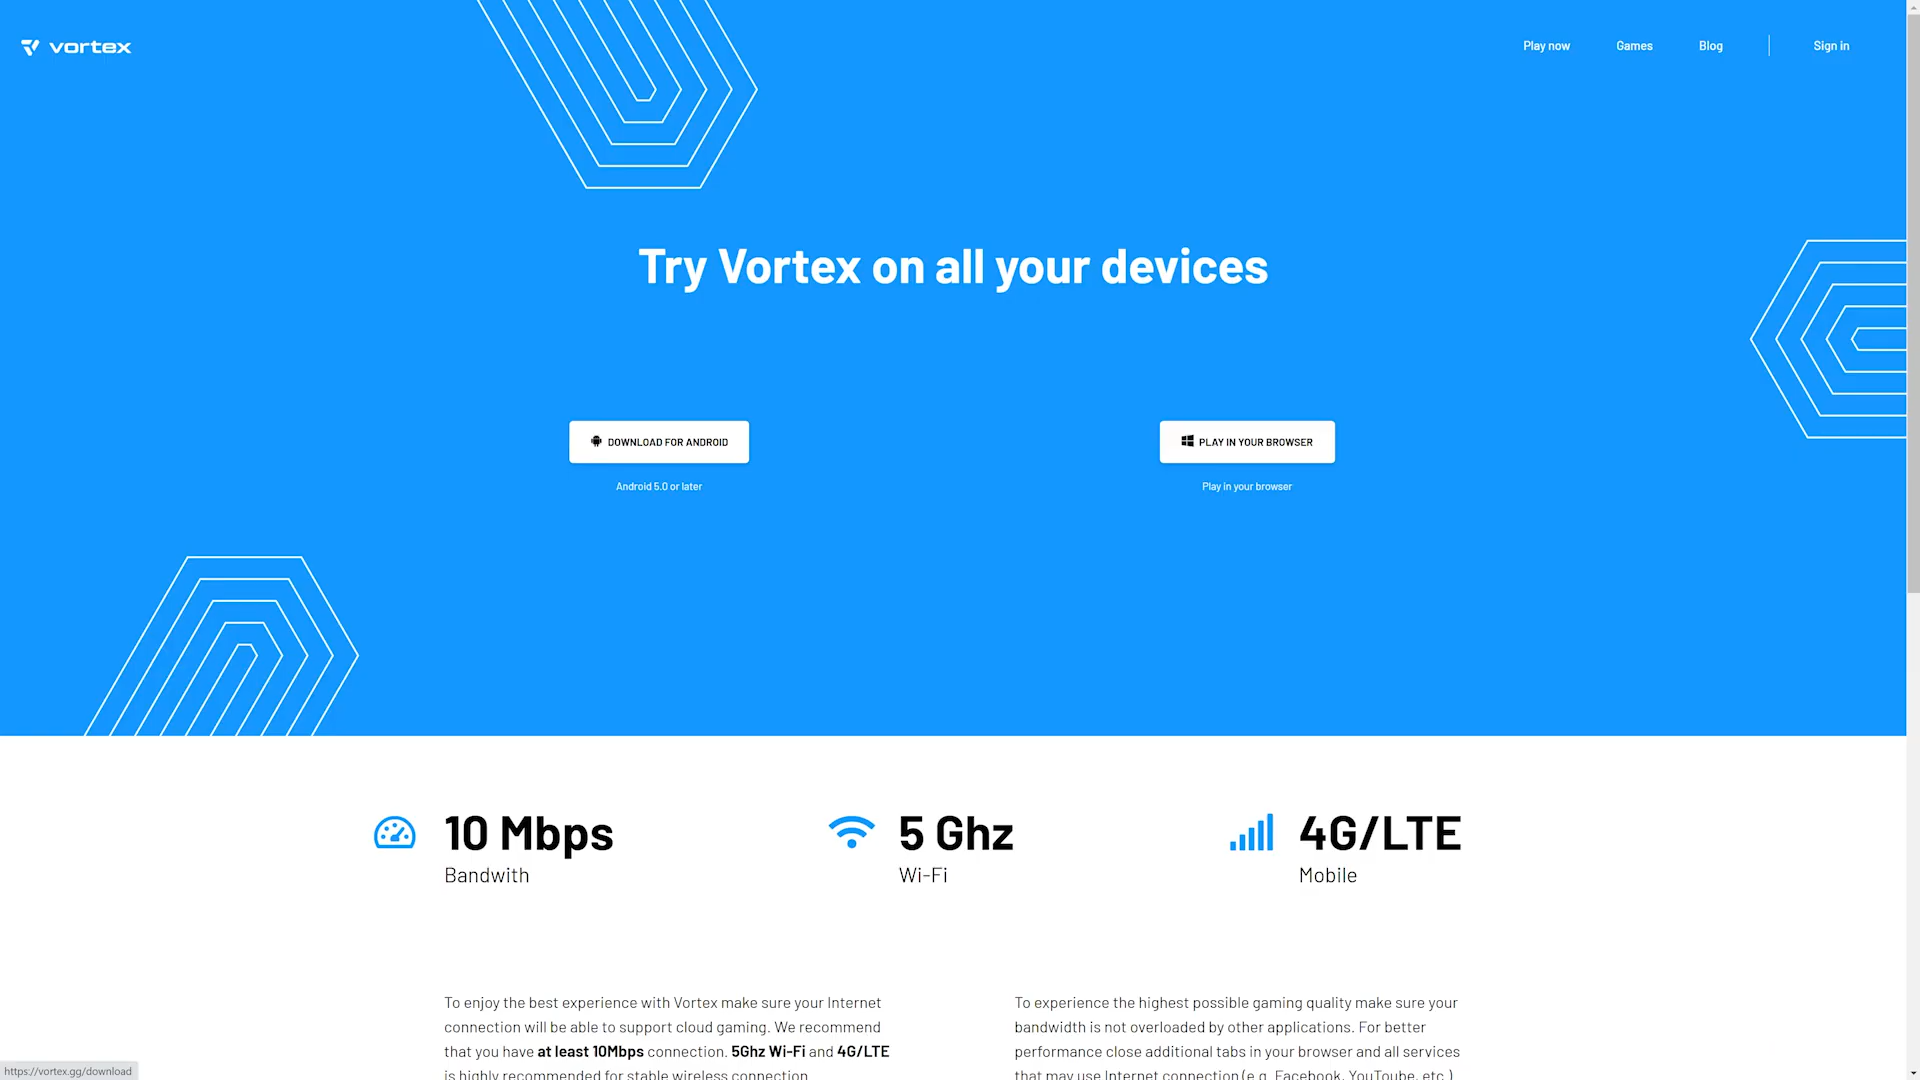 vortex
Play now
Games
Blog
Sign in
Try Vortex on all your devices
DOWNLOAD FOR ANDROID
Android 5.0 or later
PLAY IN YOUR BROWSER
Play in your browser
10 Mbps
Bandwith
5 Ghz
Wi-Fi
4G/LTE
Mobile
To enjoy the best experience with Vortex make sure your Internet
connection will be able to support cloud gaming. We recommend
that you have at least 10Mbps connection. 5Ghz Wi-Fi and 4G/LTE
is highly recommended for stable wireless connection
To experience the highest possible gaming quality make sure your
bandwidth is not overloaded by other applications. For better
performance close additional tabs in your browser and all services
that may use Internet connection (e.g. Facebook, YouToube, etc.)
https://vortex.gg/download